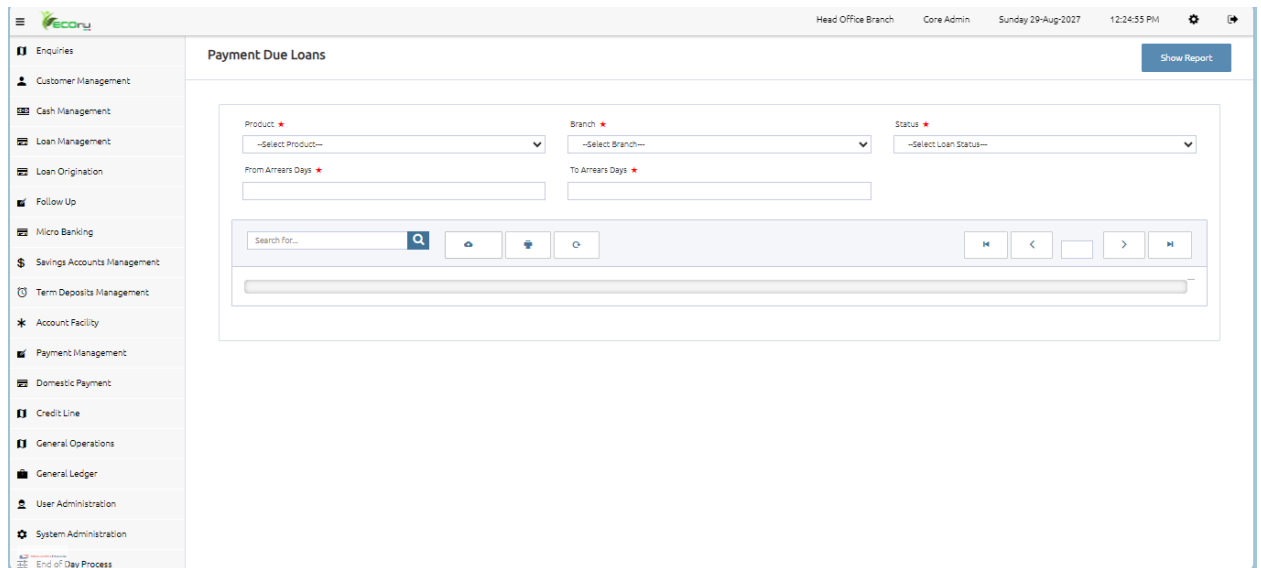 ecory
Head Office Branch Core Admin Sunday 29-Aug-2027 12:24:55 PM
Enquiries
Customer Management
Cash Management
Loan Management
Loan Origination
Follow Up
Micro Banking
Savings Accounts Management
Term Deposits Management
Account Facility
Payment Management
Domestic Payment
Credit Line
General Operations
General Ledger
User Administration
System Administration
End of Day Process
Payment Due Loans
Show Report
Product ★ Branch ★ Status ★
--Select Product--- --Select Branch--- --Select Loan Status---
From Arrears Days ★ To Arrears Days ★
Search for...